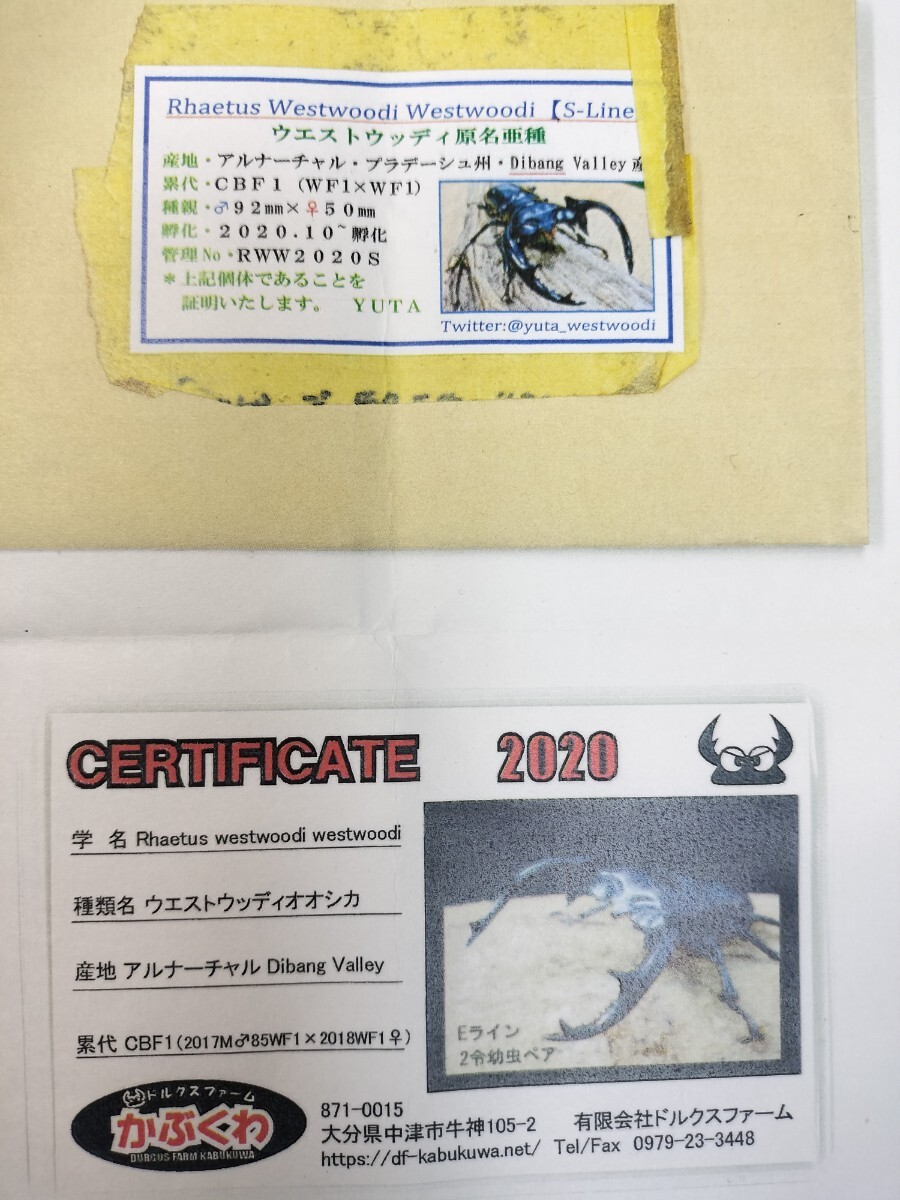 Rhaetus Westwoodi Westwoodi【S-Line
ウエストウッディ原名亜種
産地・アルナーチャル・プラデーシュ州・Dibang Valley 産
累代・CBF1 (WF1×WF1)
種親・♂92mm×♀50mm
孵化・2020.10~孵化
管理No・RWW2020S
*上記個体であることを
証明いたします。 YUTA
Twitter:@yuta_westwoodi
CERTIFICATE 2020
学 名 Rhaetus westwoodi westwoodi
種類名 ウエストウッディオオシカ
産地 アルナーチャル Dibang Valley
累代 CBF1(2017M♂85WF1×2018WF1♀)
Eライン
2令幼虫ペア
ドルクスファーム
かぶくわ
DORCUS FARM KABUKUWA
871-0015
大分県中津市牛神105-2 有限会社ドルクスファーム
https://df-kabukuwa.net/ Tel/Fax 0979-23-3448